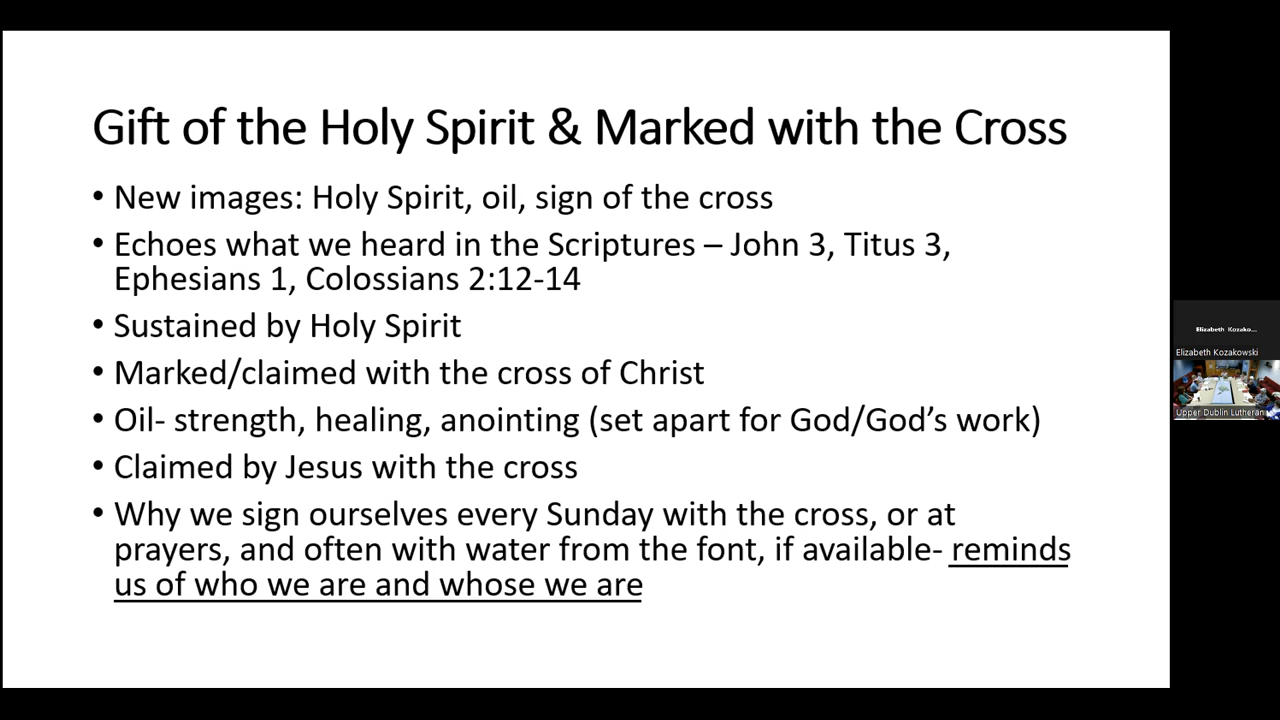 Gift of the Holy Spirit & Marked with the Cross
• New images: Holy Spirit, oil, sign of the cross
• Echoes what we heard in the Scriptures – John 3, Titus 3,
Ephesians 1, Colossians 2:12-14
• Sustained by Holy Spirit
• Marked/claimed with the cross of Christ
• Oil- strength, healing, anointing (set apart for God/God’s work)
• Claimed by Jesus with the cross
• Why we sign ourselves every Sunday with the cross, or at
prayers, and often with water from the font, if available- reminds
us of who we are and whose we are
Elizabeth Kozako...
Elizabeth Kozakowski
Upper Dublin Lutheran